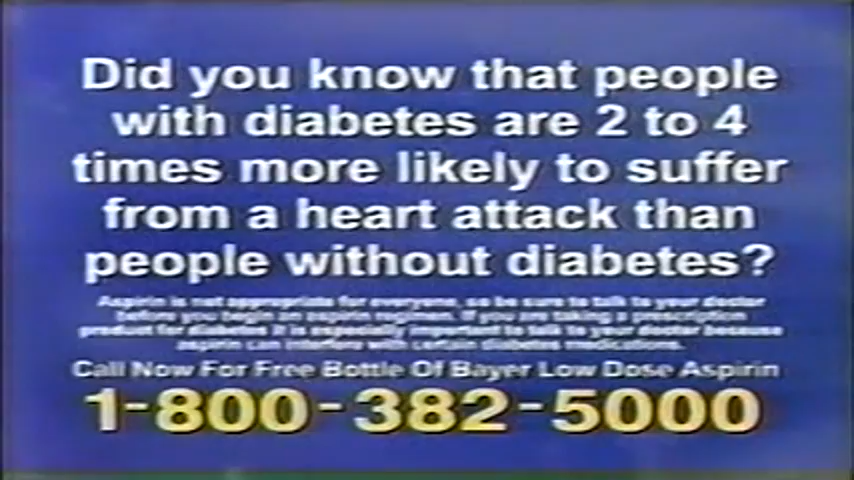 Did you know that people
with diabetes are 2 to 4
times more likely to suffer
from a heart attack than
people without diabetes?
Aspirin is not appropriate for everyone, so be sure to talk to your doctor
before you begin an aspirin regimen. If you are taking a prescription
product for diabetes it is especially important to talk to your doctor because
aspirin can interfere with certain diabetes medications.
Call Now For Free Bottle Of Bayer Low Dose Aspirin
1-800-382-5000